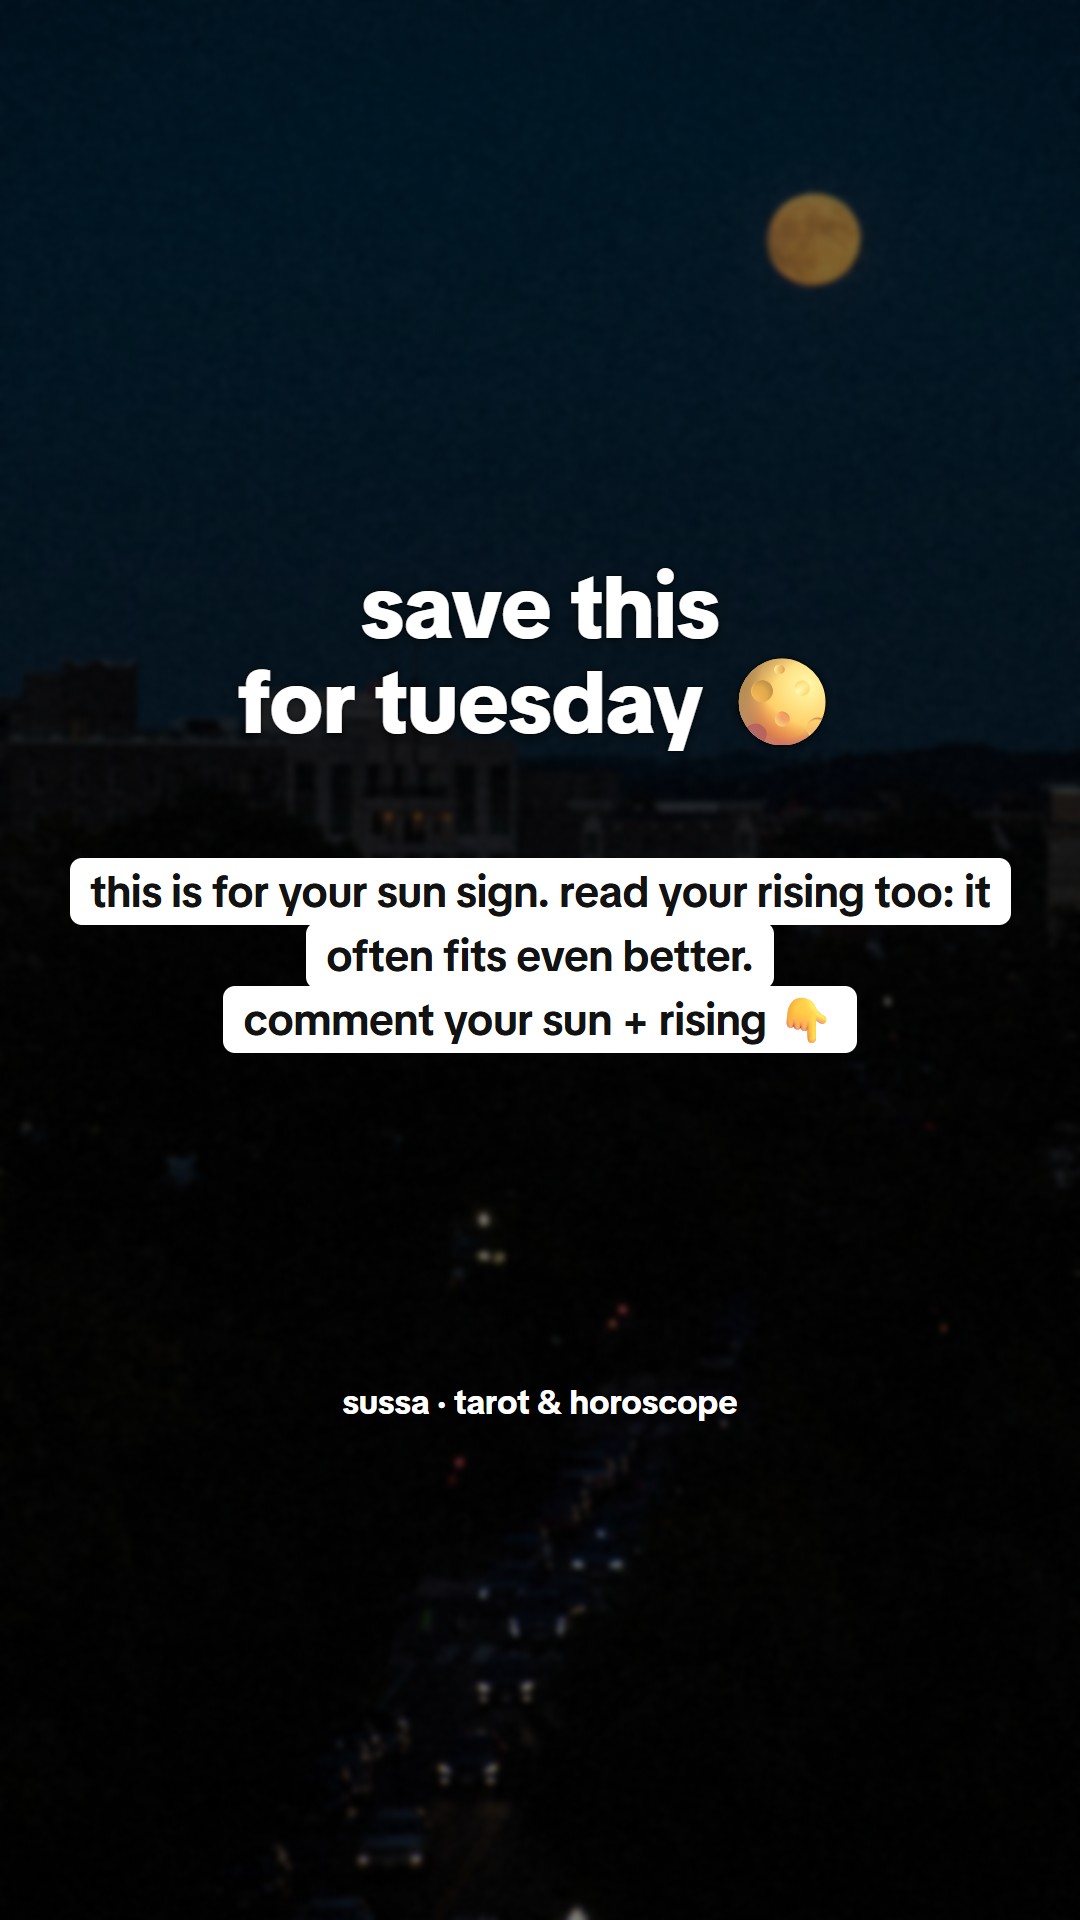 save this
for tuesday 🌕
this is for your sun sign. read your rising too: it
often fits even better.
comment your sun + rising 👇
sussa · tarot & horoscope